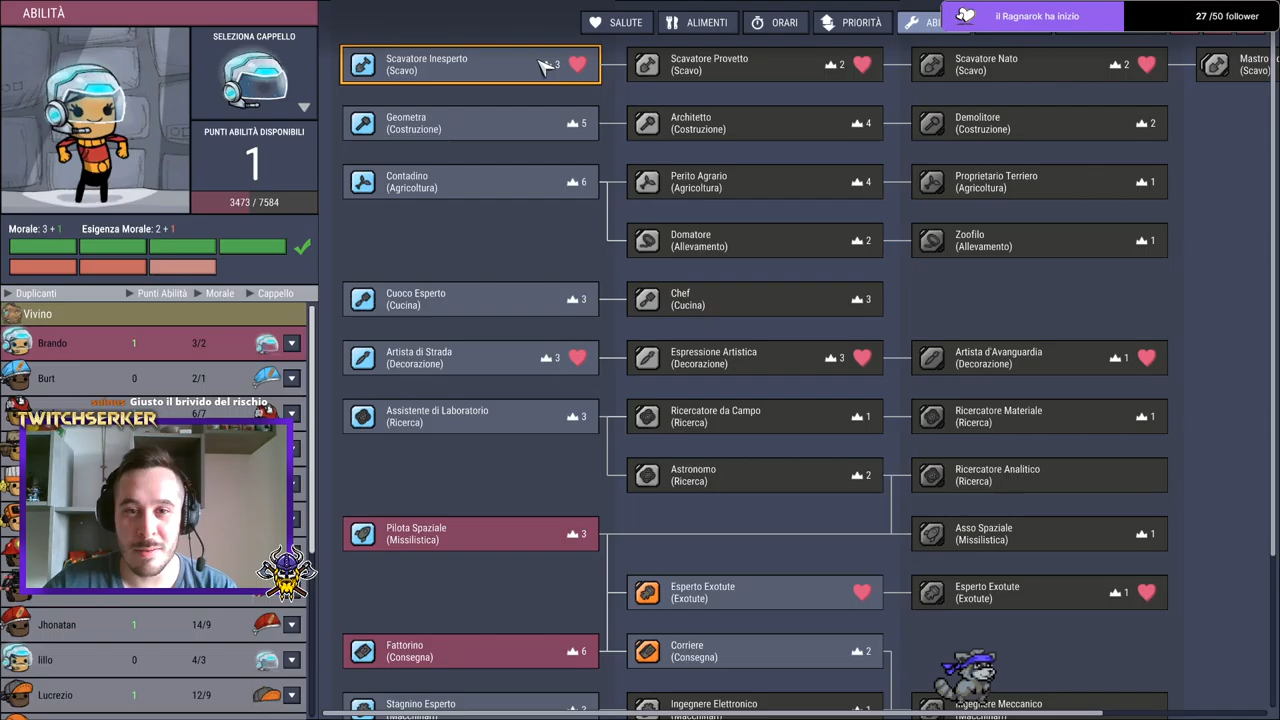 ABILITÀ
SALUTE
ALIMENTI
ORARI
PRIORITÀ
il Ragnarok ha inizio
27 /50 follower
SELEZIONA CAPPELLO
PUNTI ABILITÀ DISPONIBILI
1
3473 / 7584
Morale: 3 + 1
Esigenza Morale: 2 + 1
Duplicanti
Punti Abilità
Morale
Cappello
Vivino
Brando
1
3/2
Burt
0
2/1
Giusto il brivido del rischio
6/7
TWITCHSERKER
Jhonatan
1
14/9
lillo
0
4/3
Lucrezio
1
12/9
Scavatore Inesperto
(Scavo)
3
Scavatore Provetto
(Scavo)
2
Scavatore Nato
(Scavo)
2
Mastro
(Scavo)
Geometra
(Costruzione)
5
Architetto
(Costruzione)
4
Demolitore
(Costruzione)
2
Contadino
(Agricoltura)
6
Perito Agrario
(Agricoltura)
4
Proprietario Terriero
(Agricoltura)
1
Domatore
(Allevamento)
2
Zoofilo
(Allevamento)
1
Cuoco Esperto
(Cucina)
3
Chef
(Cucina)
3
Artista di Strada
(Decorazione)
3
Espressione Artistica
(Decorazione)
3
Artista d'Avanguardia
(Decorazione)
1
Assistente di Laboratorio
(Ricerca)
3
Ricercatore da Campo
(Ricerca)
1
Ricercatore Materiale
(Ricerca)
1
Astronomo
(Ricerca)
2
Ricercatore Analitico
(Ricerca)
Pilota Spaziale
(Missilistica)
3
Asso Spaziale
(Missilistica)
1
Esperto Exotute
(Exotute)
Esperto Exotute
(Exotute)
1
Fattorino
(Consegna)
6
Corriere
(Consegna)
2
Stagnino Esperto
Ingegnere Elettronico
Ingegnere Meccanico